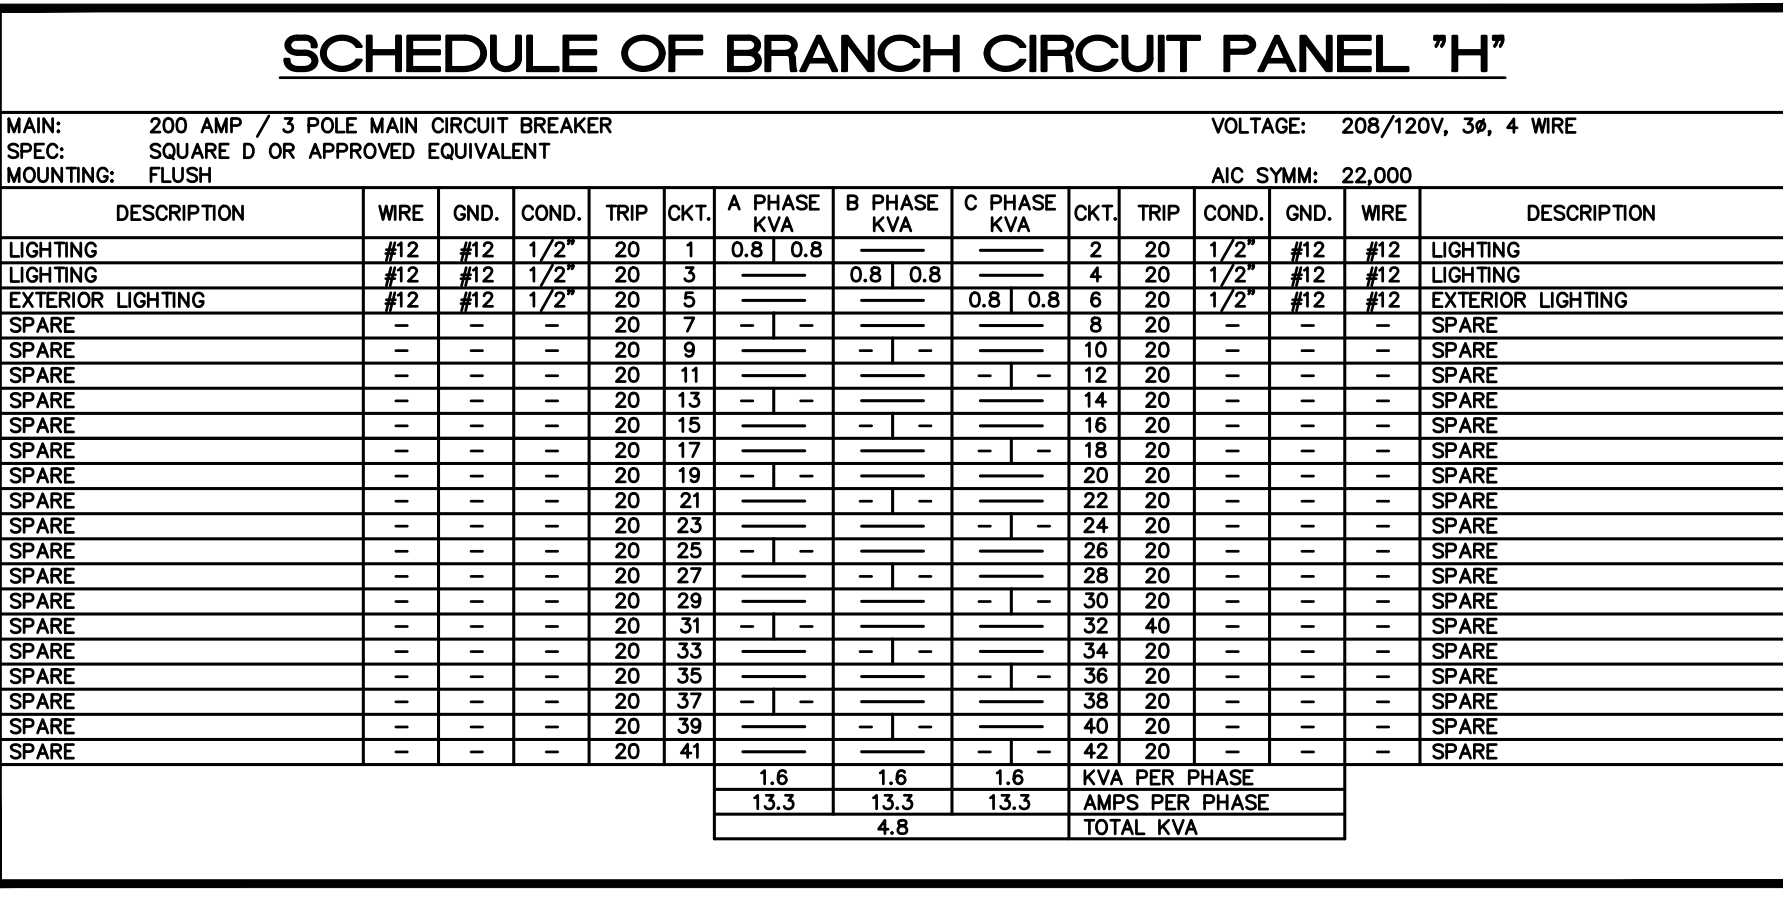 SCHEDULE OF BRANCH CIRCUIT PANEL "H"
MAIN: 200 AMP / 3 POLE MAIN CIRCUIT BREAKER VOLTAGE: 208/120V, 3ø, 4 WIRE
SPEC: SQUARE D OR APPROVED EQUIVALENT
MOUNTING: FLUSH AIC SYMM: 22,000
DESCRIPTION WIRE GND. COND. TRIP CKT. A PHASE KVA B PHASE KVA C PHASE KVA CKT. TRIP COND. GND. WIRE DESCRIPTION
LIGHTING #12 #12 1/2" 20 1 0.8 0.8 — — 2 20 1/2" #12 #12 LIGHTING
LIGHTING #12 #12 1/2" 20 3 — 0.8 0.8 — 4 20 1/2" #12 #12 LIGHTING
EXTERIOR LIGHTING #12 #12 1/2" 20 5 — — 0.8 0.8 6 20 1/2" #12 #12 EXTERIOR LIGHTING
SPARE - - - 20 7 - - — — 8 20 - - - SPARE
SPARE - - - 20 9 — - - — 10 20 - - - SPARE
SPARE - - - 20 11 — — - - 12 20 - - - SPARE
SPARE - - - 20 13 - - — — 14 20 - - - SPARE
SPARE - - - 20 15 — - - — 16 20 - - - SPARE
SPARE - - - 20 17 — — - - 18 20 - - - SPARE
SPARE - - - 20 19 - - — — 20 20 - - - SPARE
SPARE - - - 20 21 — - - — 22 20 - - - SPARE
SPARE - - - 20 23 — — - - 24 20 - - - SPARE
SPARE - - - 20 25 - - — — 26 20 - - - SPARE
SPARE - - - 20 27 — - - — 28 20 - - - SPARE
SPARE - - - 20 29 — — - - 30 20 - - - SPARE
SPARE - - - 20 31 - - — — 32 40 - - - SPARE
SPARE - - - 20 33 — - - — 34 20 - - - SPARE
SPARE - - - 20 35 — — - - 36 20 - - - SPARE
SPARE - - - 20 37 - - — — 38 20 - - - SPARE
SPARE - - - 20 39 — - - — 40 20 - - - SPARE
SPARE - - - 20 41 — — - - 42 20 - - - SPARE
1.6 1.6 1.6 KVA PER PHASE
13.3 13.3 13.3 AMPS PER PHASE
4.8 TOTAL KVA